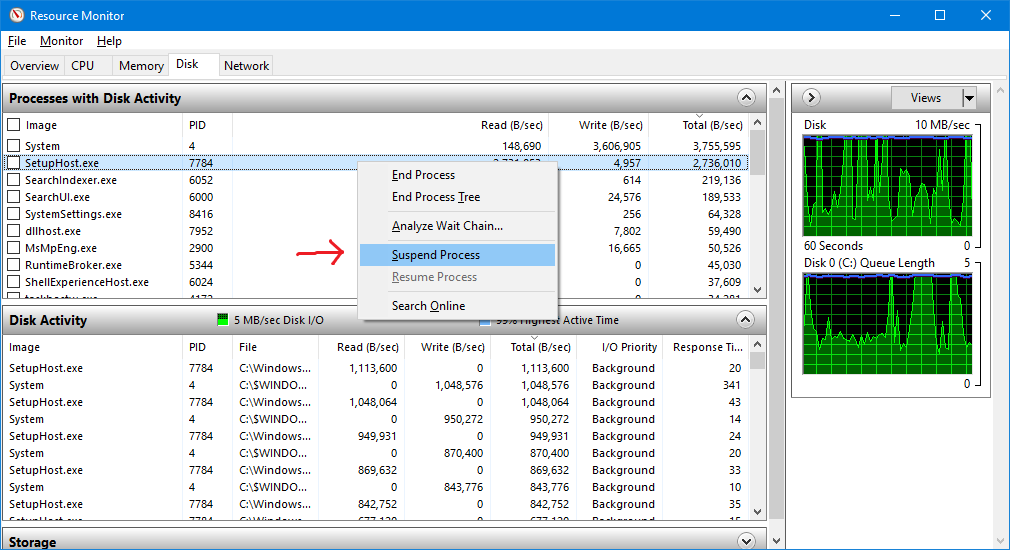 Resource Monitor
File Monitor Help
Overview CPU Memory Disk Network
Processes with Disk Activity
Image PID Read (B/sec) Write (B/sec) Total (B/sec)
System 4 148,690 3,606,905 3,755,595
SetupHost.exe 7784 4,957 2,736,010
SearchIndexer.exe 6052 614 219,136
SearchUI.exe 6000 24,576 189,533
SystemSettings.exe 8416 256 64,328
dllhost.exe 7952 7,802 59,490
MsMpEng.exe 2900 16,665 50,526
RuntimeBroker.exe 5344 0 45,030
ShellExperienceHost.exe 6024 0 37,609
End Process
End Process Tree
Analyze Wait Chain...
Suspend Process
Resume Process
Search Online
Disk Activity 5 MB/sec Disk I/O 99% Highest Active Time
Image PID File Read (B/sec) Write (B/sec) Total (B/sec) I/O Priority Response Ti...
SetupHost.exe 7784 C:\Windows... 1,113,600 0 1,113,600 Background 20
System 4 C:\$WINDO... 0 1,048,576 1,048,576 Background 341
SetupHost.exe 7784 C:\Windows... 1,048,064 0 1,048,064 Background 43
System 4 C:\$WINDO... 0 950,272 950,272 Background 14
SetupHost.exe 7784 C:\Windows... 949,931 0 949,931 Background 24
System 4 C:\$WINDO... 0 870,400 870,400 Background 20
SetupHost.exe 7784 C:\Windows... 869,632 0 869,632 Background 33
System 4 C:\$WINDO... 0 843,776 843,776 Background 10
SetupHost.exe 7784 C:\Windows... 842,752 0 842,752 Background 35
Storage
Views
Disk 10 MB/sec
60 Seconds 0
Disk 0 (C:) Queue Length 5
0